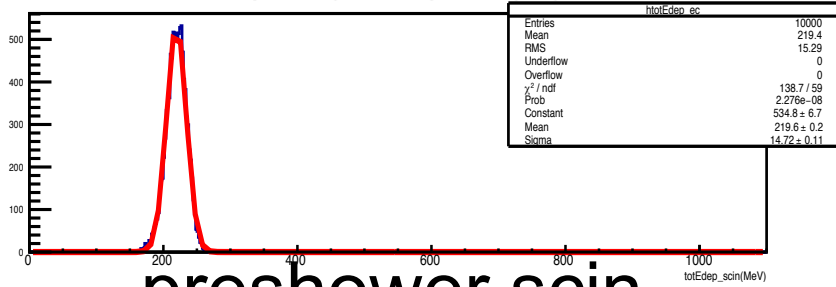 htotEdep_ec
Entries 10000
Mean 219.4
RMS 15.29
Underflow 0
Overflow 0
χ² / ndf 138.7 / 59
Prob 2.276e−08
Constant 534.8 ± 6.7
Mean 219.6 ± 0.2
Sigma 14.72 ± 0.11
500
400
300
200
100
0
0 200 400 600 800 1000
totEdep_scin(MeV)
preshower scin